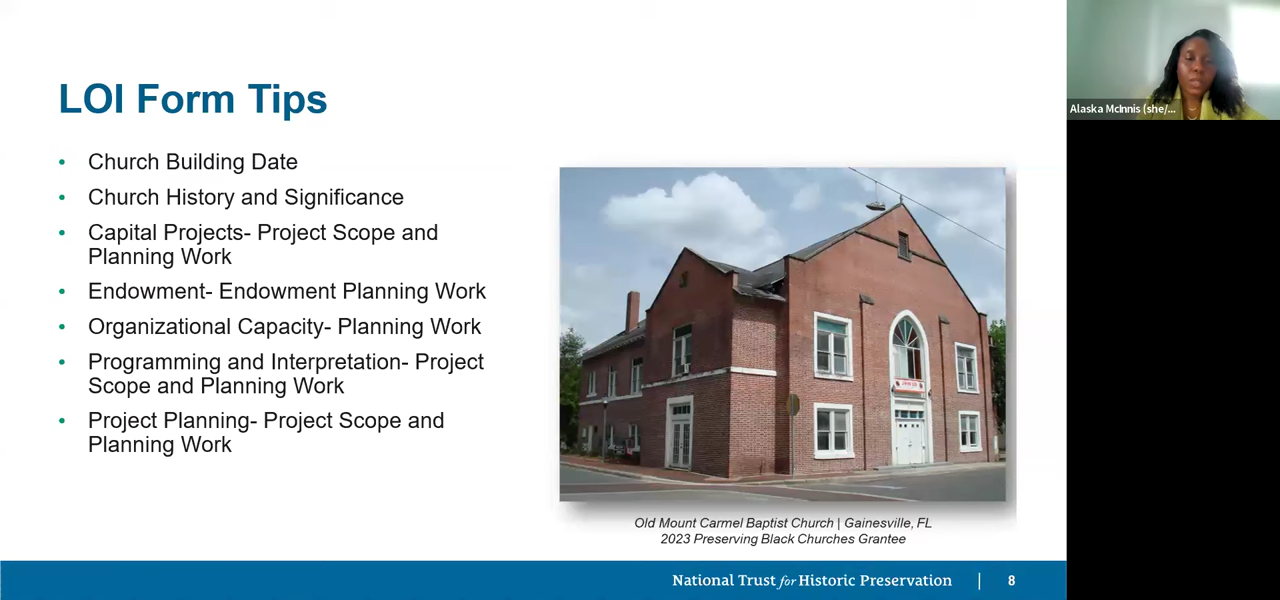 LOI Form Tips
• Church Building Date
• Church History and Significance
• Capital Projects- Project Scope and
Planning Work
• Endowment- Endowment Planning Work
• Organizational Capacity- Planning Work
• Programming and Interpretation- Project
Scope and Planning Work
• Project Planning- Project Scope and
Planning Work
Old Mount Carmel Baptist Church | Gainesville, FL
2023 Preserving Black Churches Grantee
National Trust for Historic Preservation | 8
Alaska McInnis (she/...